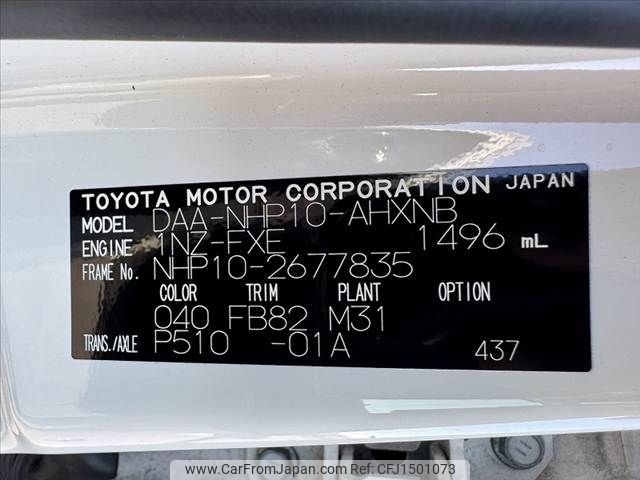 TOYOTA MOTOR CORPORATION JAPAN
MODEL DAA-NHP10-AHXNB
ENGINE 1NZ-FXE 1496 mL
FRAME No. NHP10-2677835
COLOR TRIM PLANT OPTION
040 FB82 M31
TRANS./AXLE P510 -01A 437
www.CarFromJapan.com Ref-No: CFJ1501073